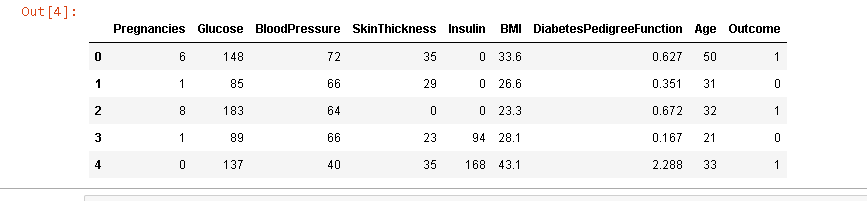 Out[4]:
Pregnancies Glucose BloodPressure SkinThickness Insulin BMI DiabetesPedigreeFunction Age Outcome
0 6 148 72 35 0 33.6 0.627 50 1
1 1 85 66 29 0 26.6 0.351 31 0
2 8 183 64 0 0 23.3 0.672 32 1
3 1 89 66 23 94 28.1 0.167 21 0
4 0 137 40 35 168 43.1 2.288 33 1